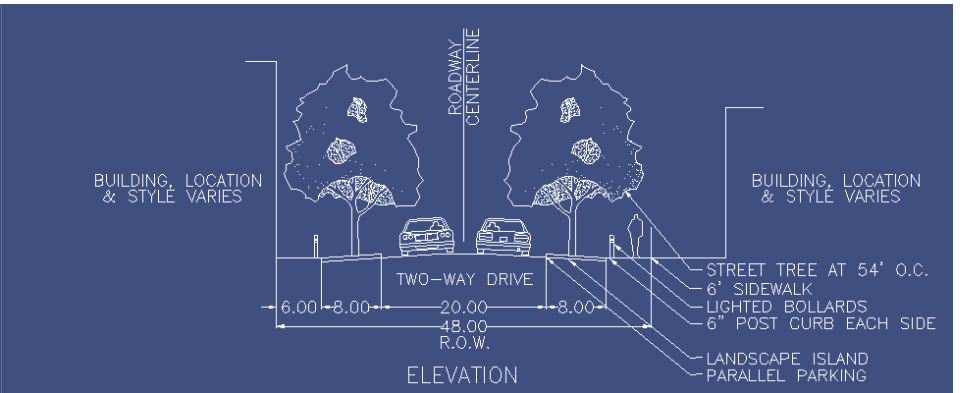 ROADWAY
CENTERLINE
BUILDING, LOCATION
& STYLE VARIES
BUILDING, LOCATION
& STYLE VARIES
TWO-WAY DRIVE
6.00
8.00
20.00
8.00
48.00
R.O.W.
STREET TREE AT 54' O.C.
6' SIDEWALK
LIGHTED BOLLARDS
6" POST CURB EACH SIDE
LANDSCAPE ISLAND
PARALLEL PARKING
ELEVATION